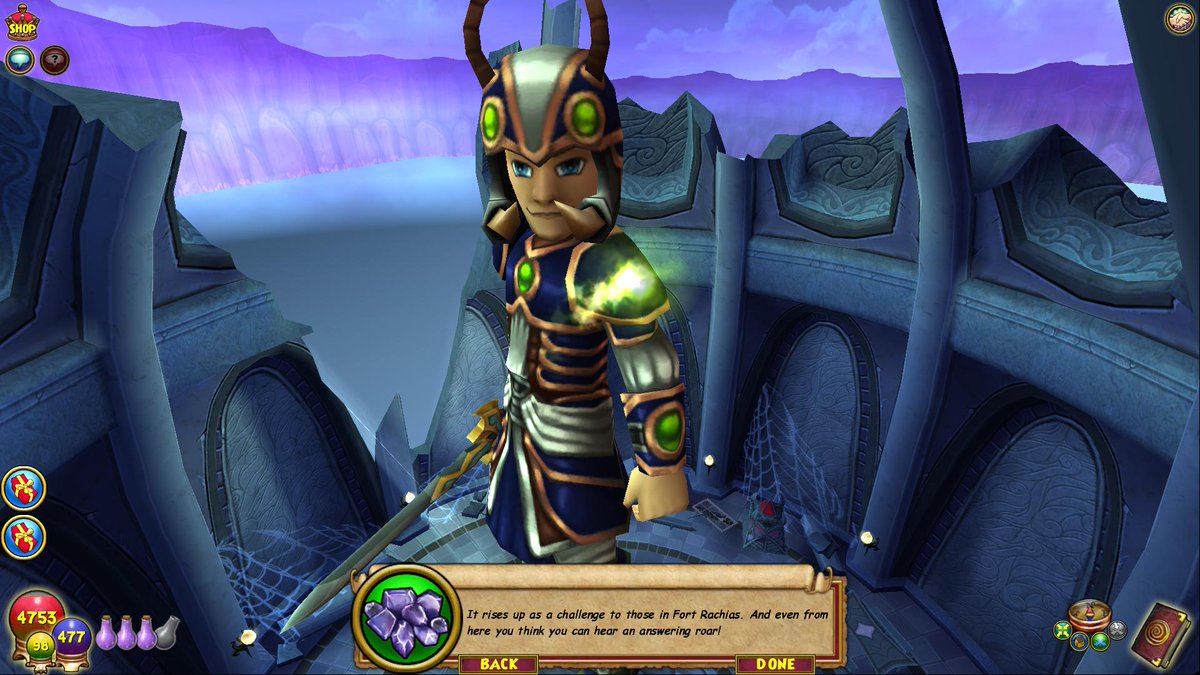 SHOP
?
It rises up as a challenge to those in Fort Rachias. And even from
here you think you can hear an answering roar!
4753
98
477
BACK
DONE